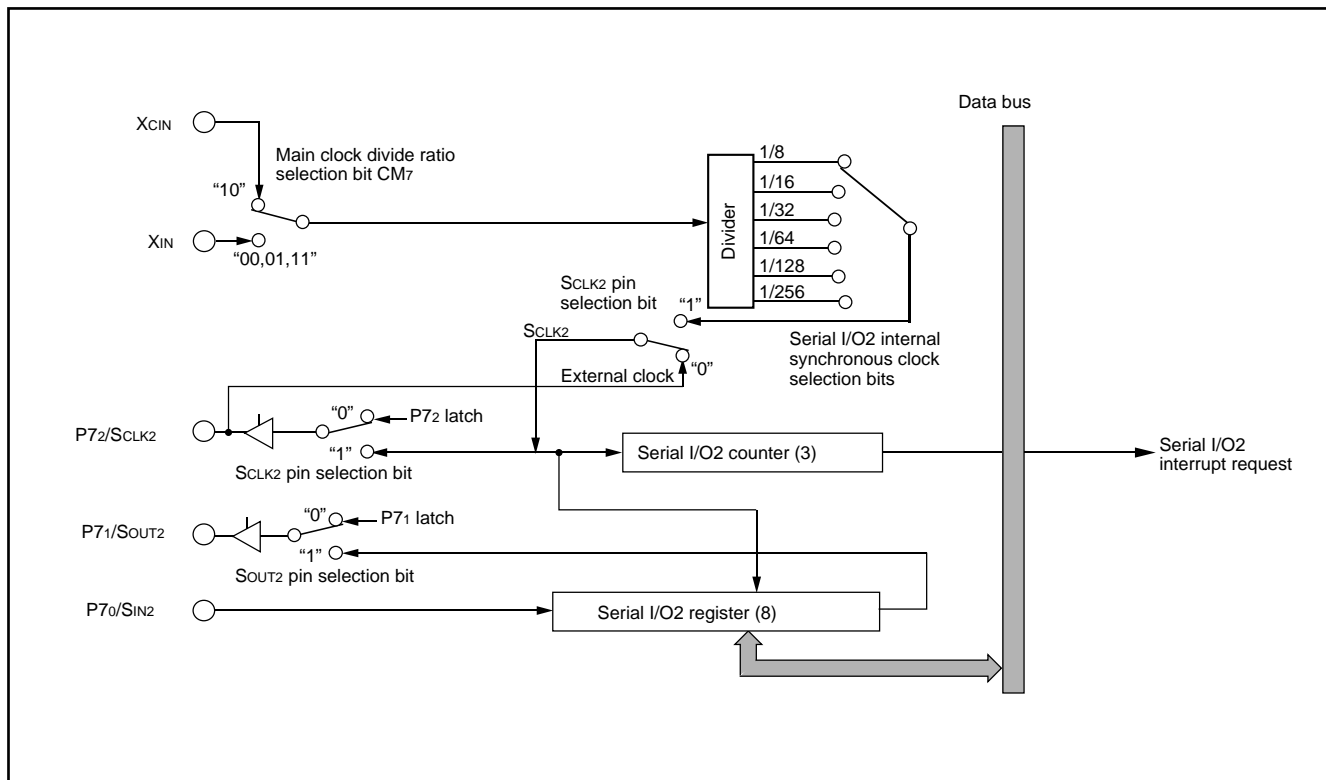 Data bus
XCIN
Main clock divide ratio
selection bit CM7
“10”
XIN
“00,01,11”
Divider
1/8
1/16
1/32
1/64
1/128
1/256
SCLK2 pin
selection bit
“1”
SCLK2
“0”
External clock
Serial I/O2 internal
synchronous clock
selection bits
P72/SCLK2
“0”
P72 latch
“1”
SCLK2 pin selection bit
Serial I/O2 counter (3)
Serial I/O2
interrupt request
P71/SOUT2
“0”
P71 latch
“1”
SOUT2 pin selection bit
P70/SIN2
Serial I/O2 register (8)